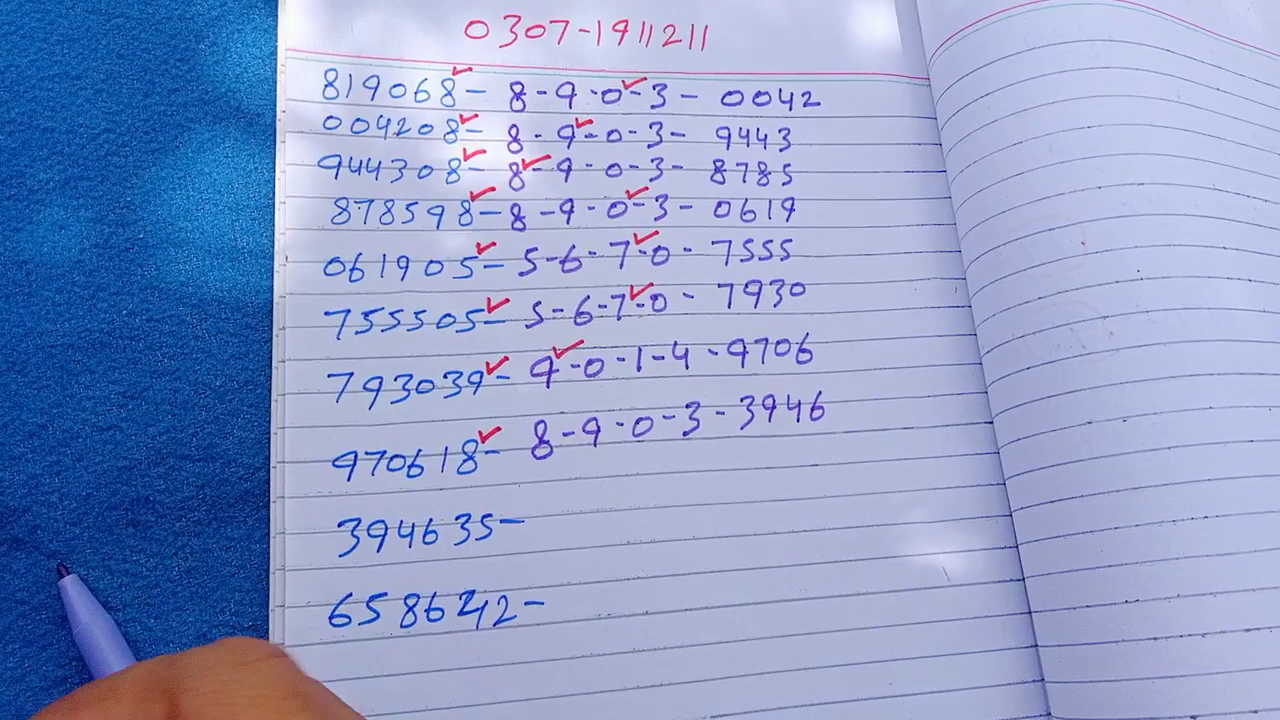 0307-1911211
819068- 8-9-0-3- 0042
004208- 8-9-0-3- 9443
944308- 8-9-0-3- 8785
878598- 8-9-0-3- 0619
061905- 5-6-7-0- 7555
755505- 5-6-7-0- 7930
793039- 9-0-1-4-9706
970618- 8-9-0-3-3946
394635-
6586242-